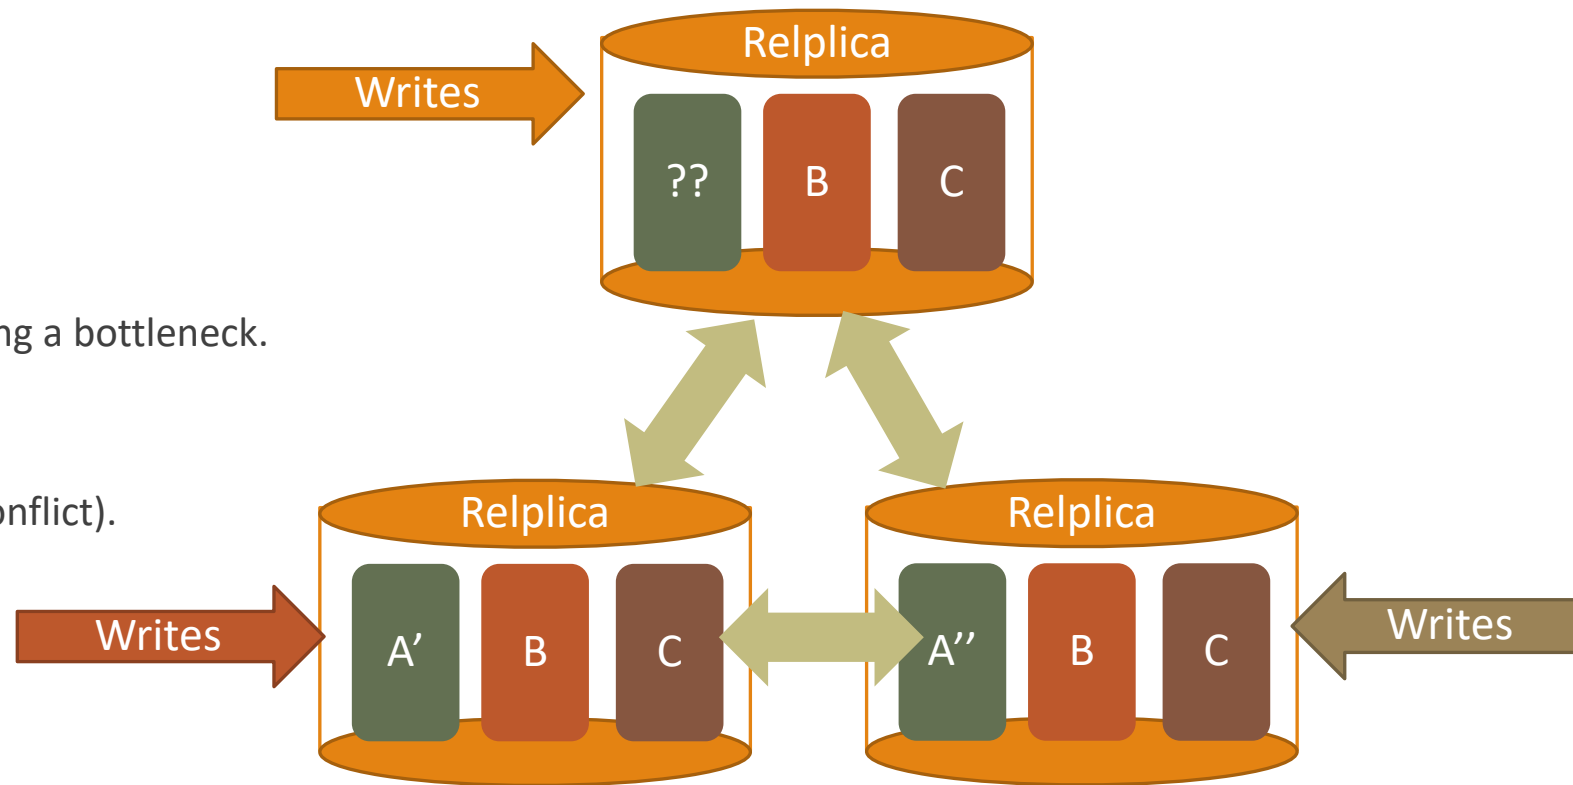 Relplica
Writes
?? B C
ng a bottleneck.
onflict).
Relplica
Relplica
Writes
A’ B C
A’’ B C
Writes